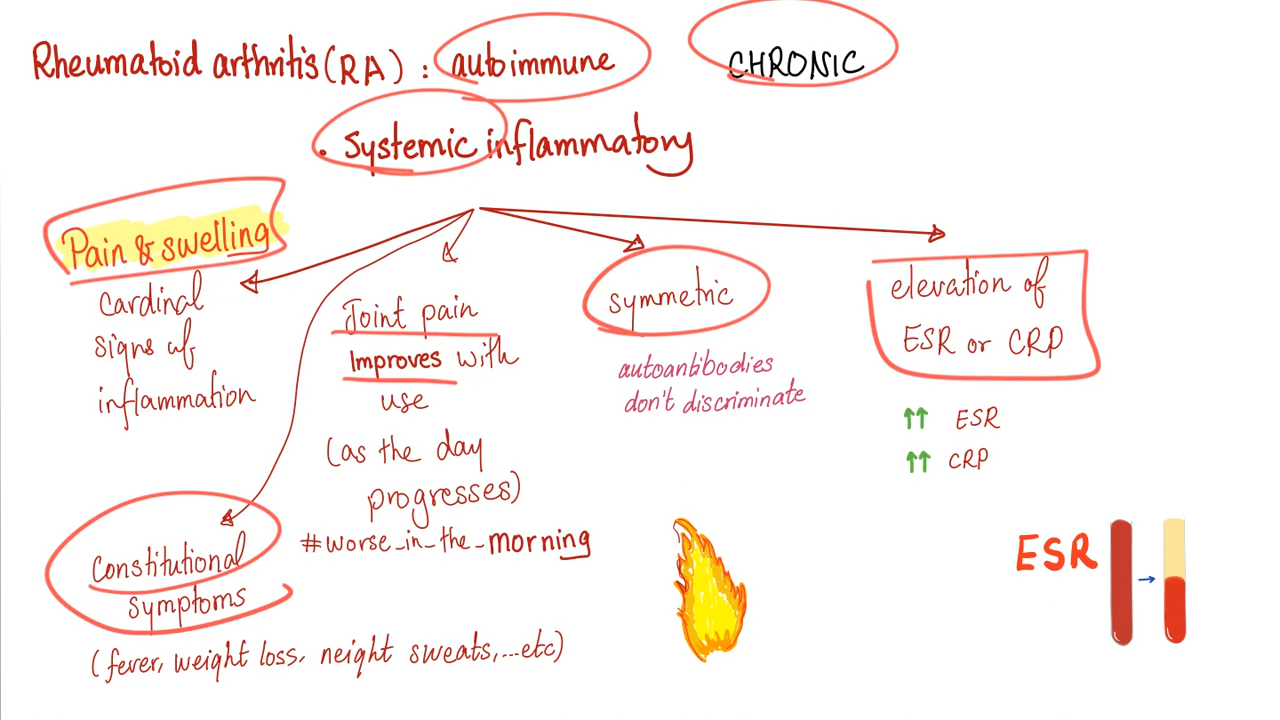 Rheumatoid arthritis (RA) : autoimmune CHRONIC
. Systemic inflammatory
Pain & swelling
cardinal
signs of
inflammation
Joint pain
Improves with
use
(as the day
progresses)
#worse_in_the_morning
symmetric
autoantibodies
don't discriminate
elevation of
ESR or CRP
↑↑ ESR
↑↑ CRP
Constitutional
symptoms
(fever, weight loss, neight sweats,...etc)
ESR